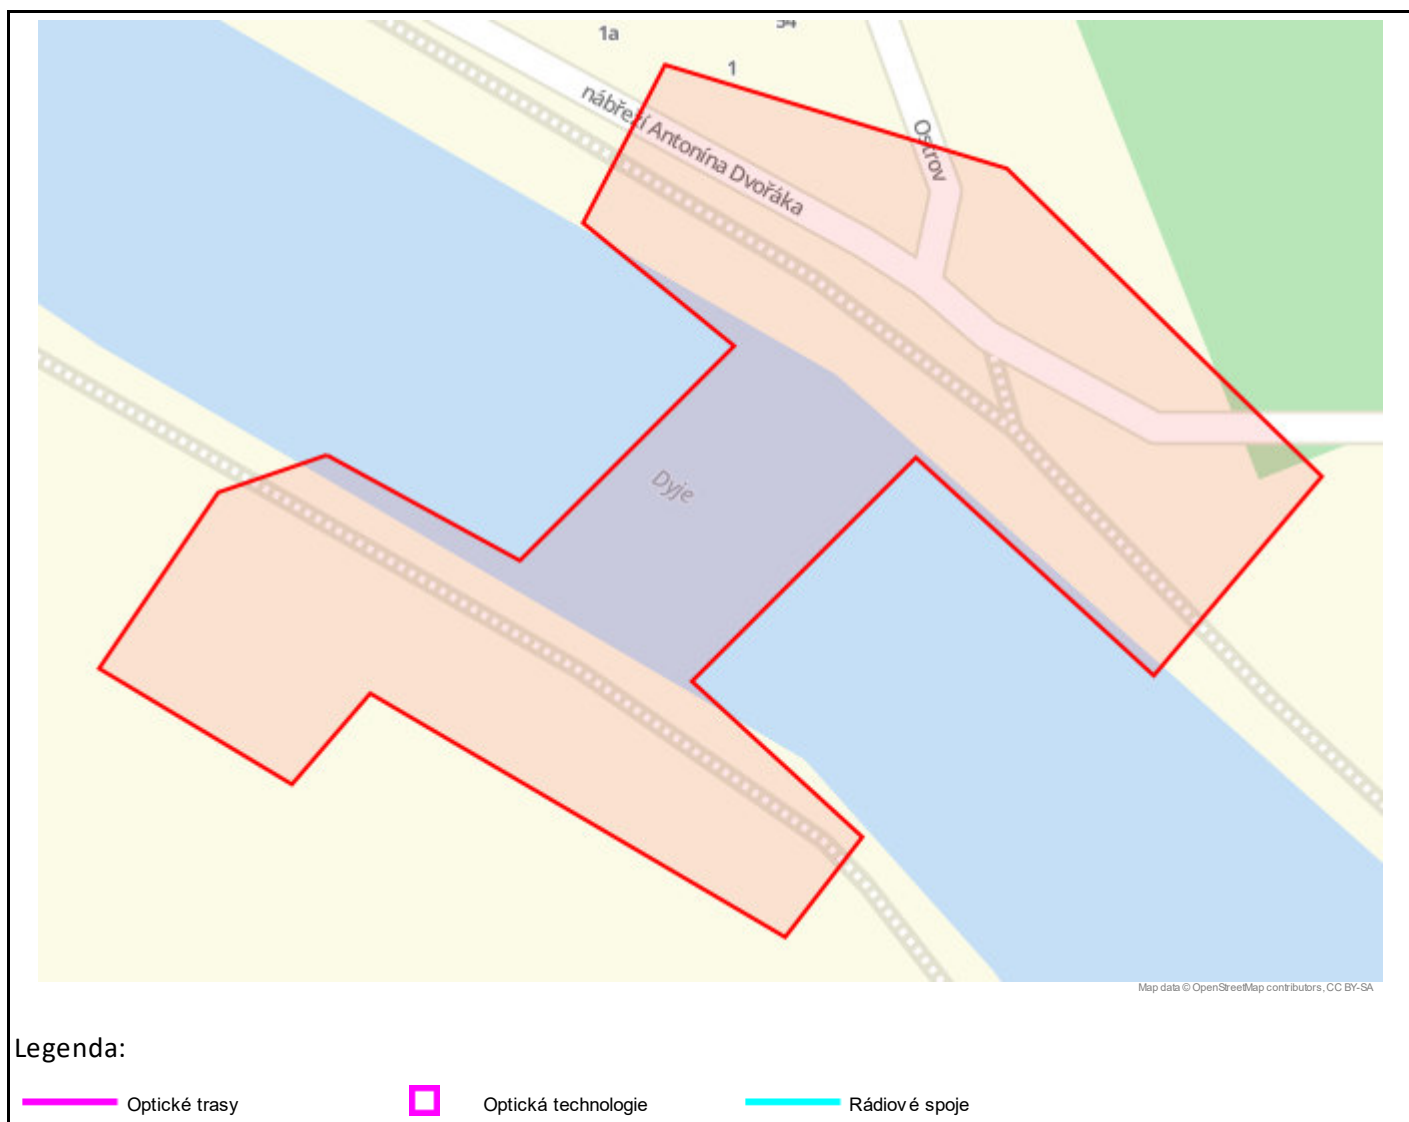 1a
54
1
nábřeží Antonína Dvořáka
Ostrov
Dyje
Map data © OpenStreetMap contributors, CC BY-SA
Legenda:
Optické trasy
Optická technologie
Rádiové spoje